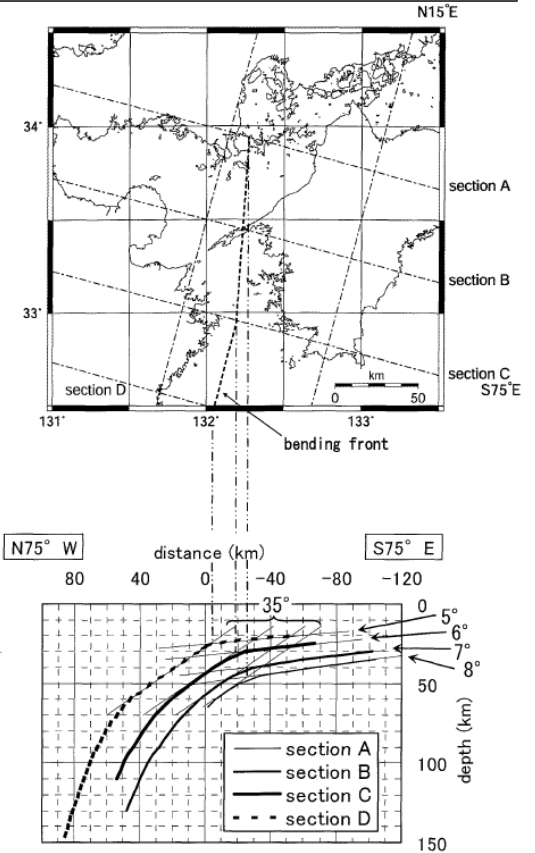 N15°E
34°
section A
section B
33°
section C
section D
km
0 50
S75°E
131° 132° 133°
bending front
N75° W
distance (km)
S75° E
80 40 0 -40 -80 -120
35°
0
5°
6°
7°
8°
50
100
150
depth (km)
section A
section B
section C
section D